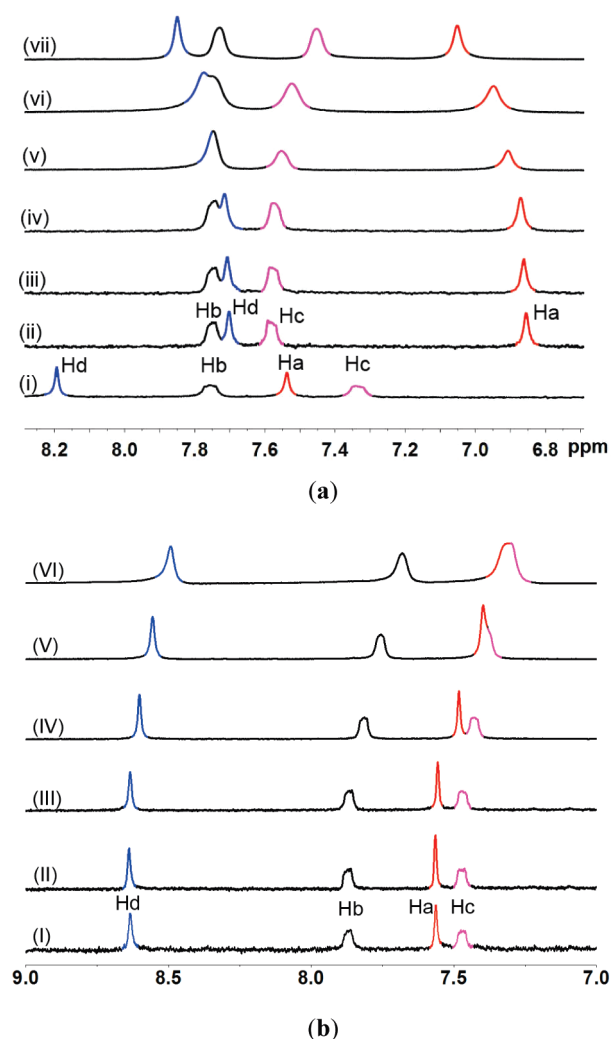 (vii)
(vi)
(v)
(iv)
(iii)
Hb Hd Hc Ha
(ii)
Hd Hb Ha Hc
(i)
8.2 8.0 7.8 7.6 7.4 7.2 7.0 6.8 ppm
(a)
(VI)
(V)
(IV)
(III)
(II)
Hd Hb Ha Hc
(I)
9.0 8.5 8.0 7.5 7.0
(b)